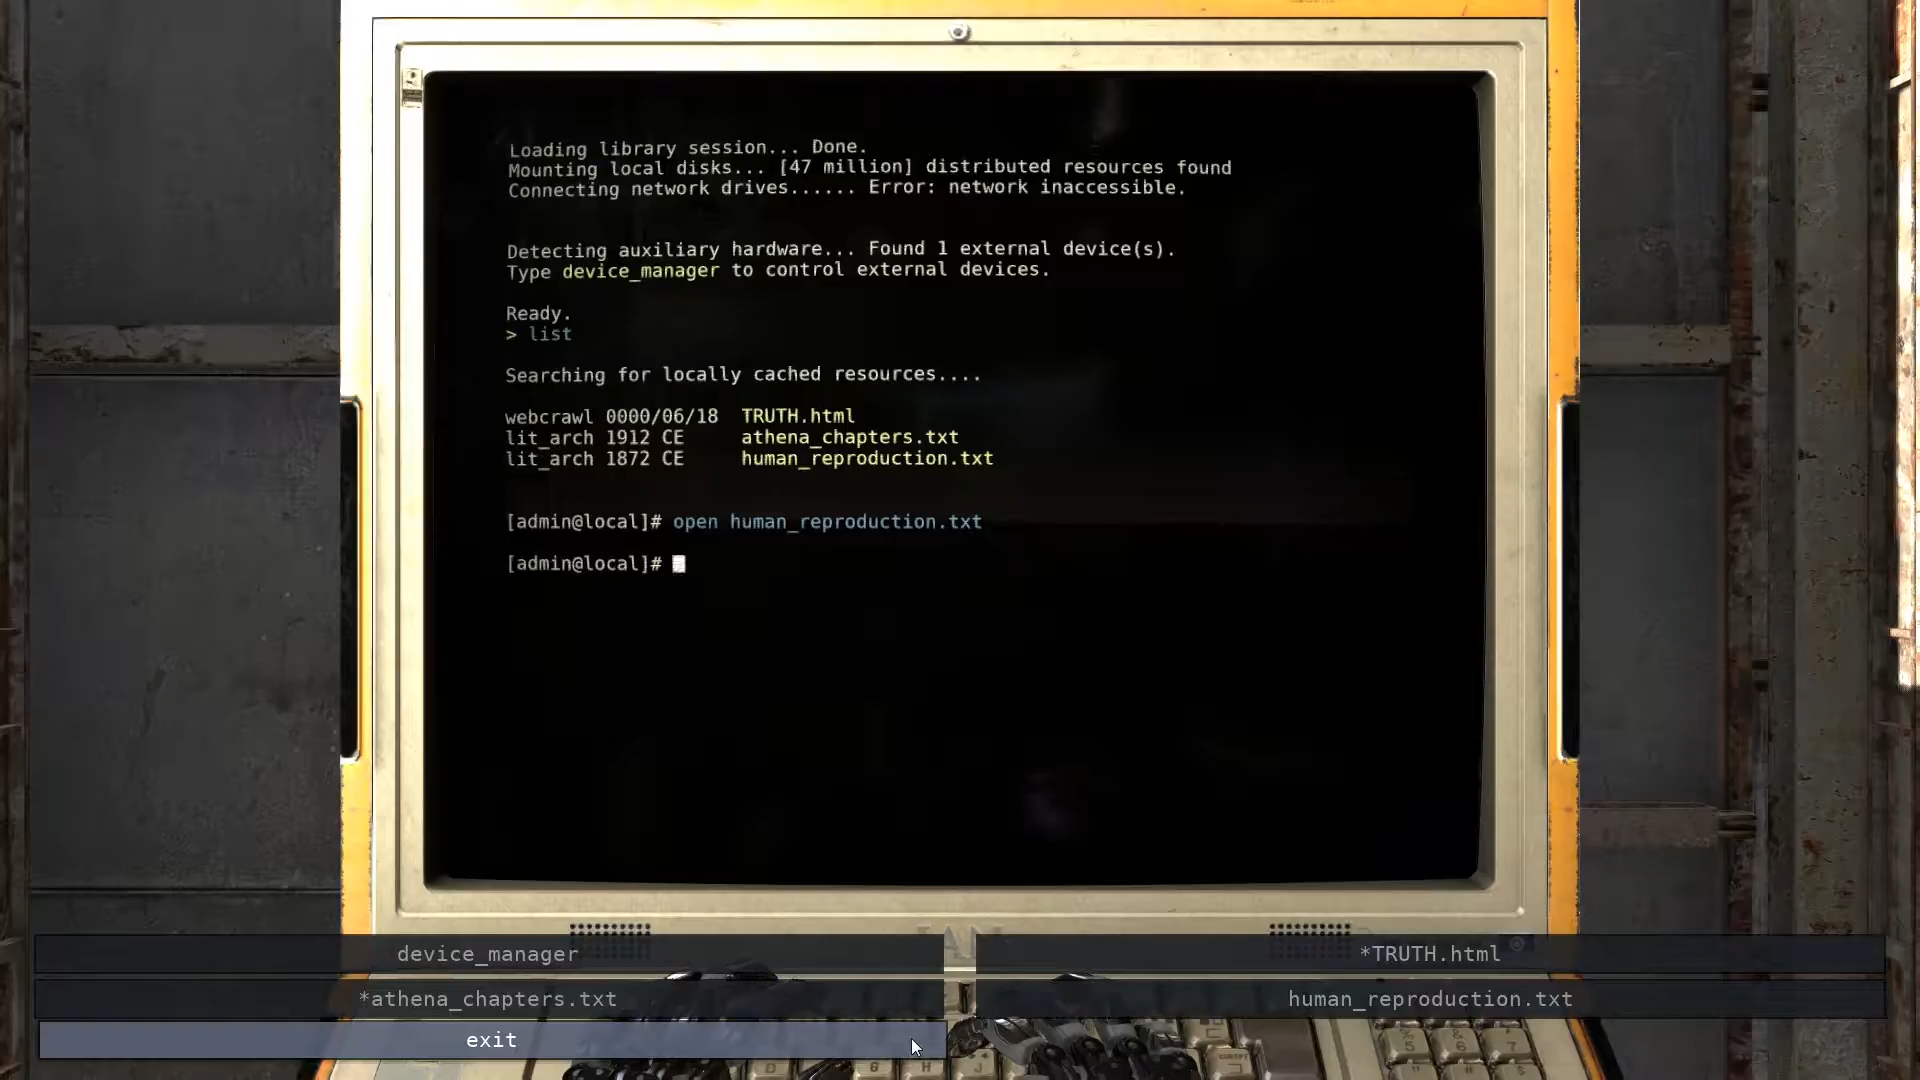 Loading library session... Done.
Mounting local disks... [47 million] distributed resources found
Connecting network drives...... Error: network inaccessible.
Detecting auxiliary hardware... Found 1 external device(s).
Type device_manager to control external devices.
Ready.
> list
Searching for locally cached resources....
webcrawl 0000/06/18 TRUTH.html
lit_arch 1912 CE athena_chapters.txt
lit_arch 1872 CE human_reproduction.txt
[admin@local]# open human_reproduction.txt
[admin@local]#
device_manager
*TRUTH.html
*athena_chapters.txt
human_reproduction.txt
exit